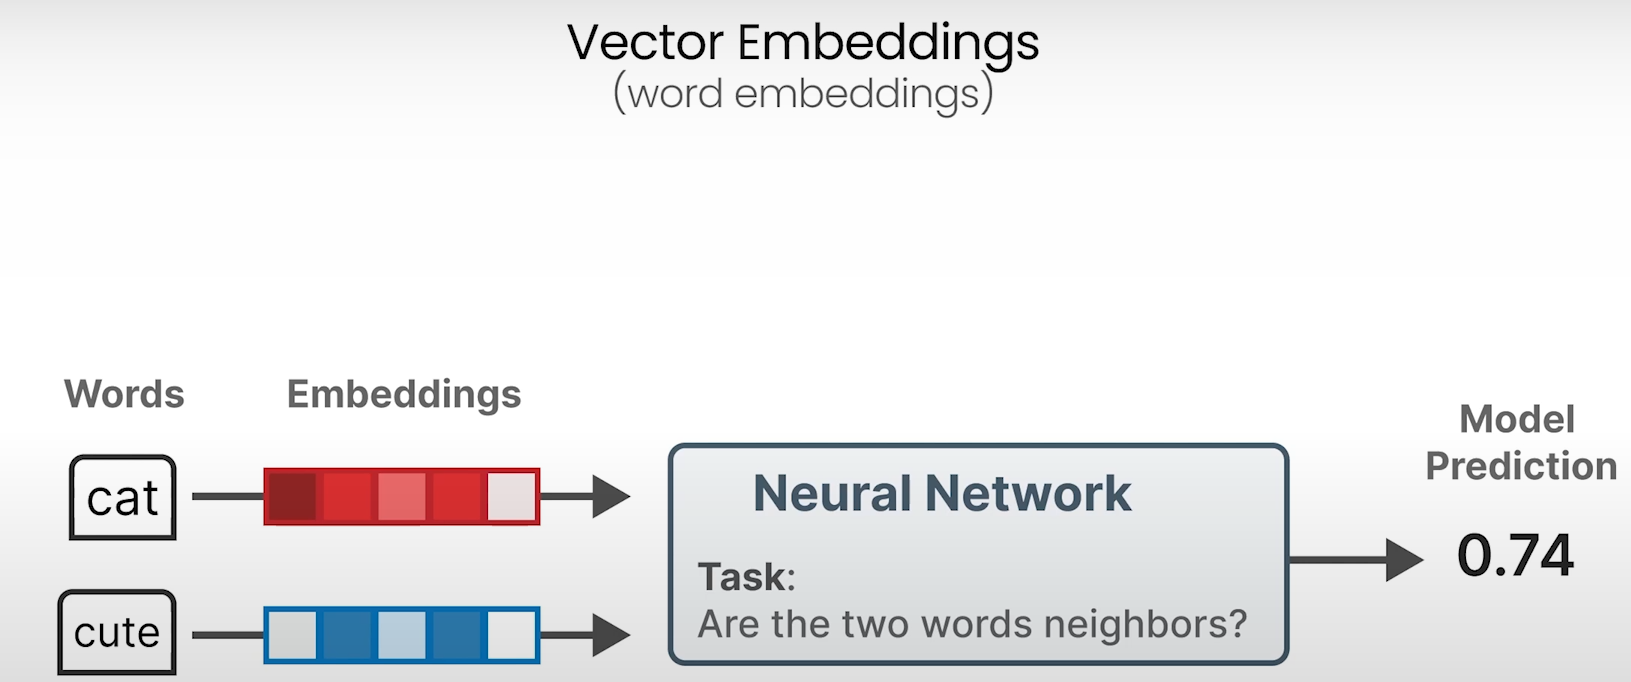 Vector Embeddings
(word embeddings)
Words
Embeddings
Model
Prediction
cat
cute
Neural Network
Task:
Are the two words neighbors?
0.74